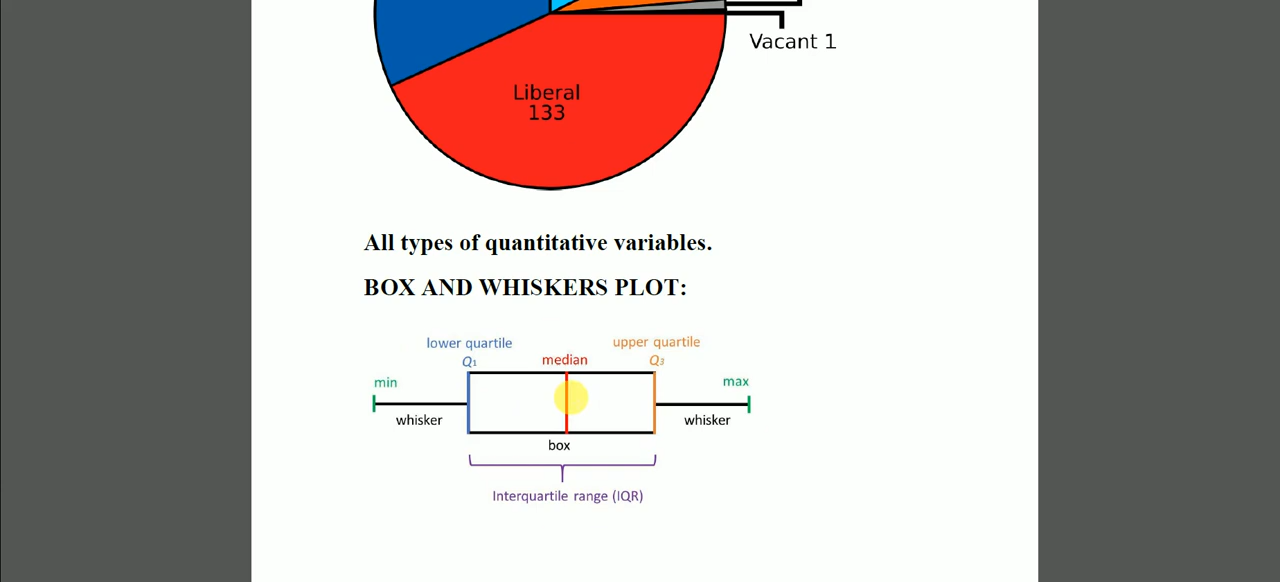 Vacant 1
Liberal
133
All types of quantitative variables.
BOX AND WHISKERS PLOT:
lower quartile
Q1
median
upper quartile
Q3
min
max
whisker
whisker
box
Interquartile range (IQR)